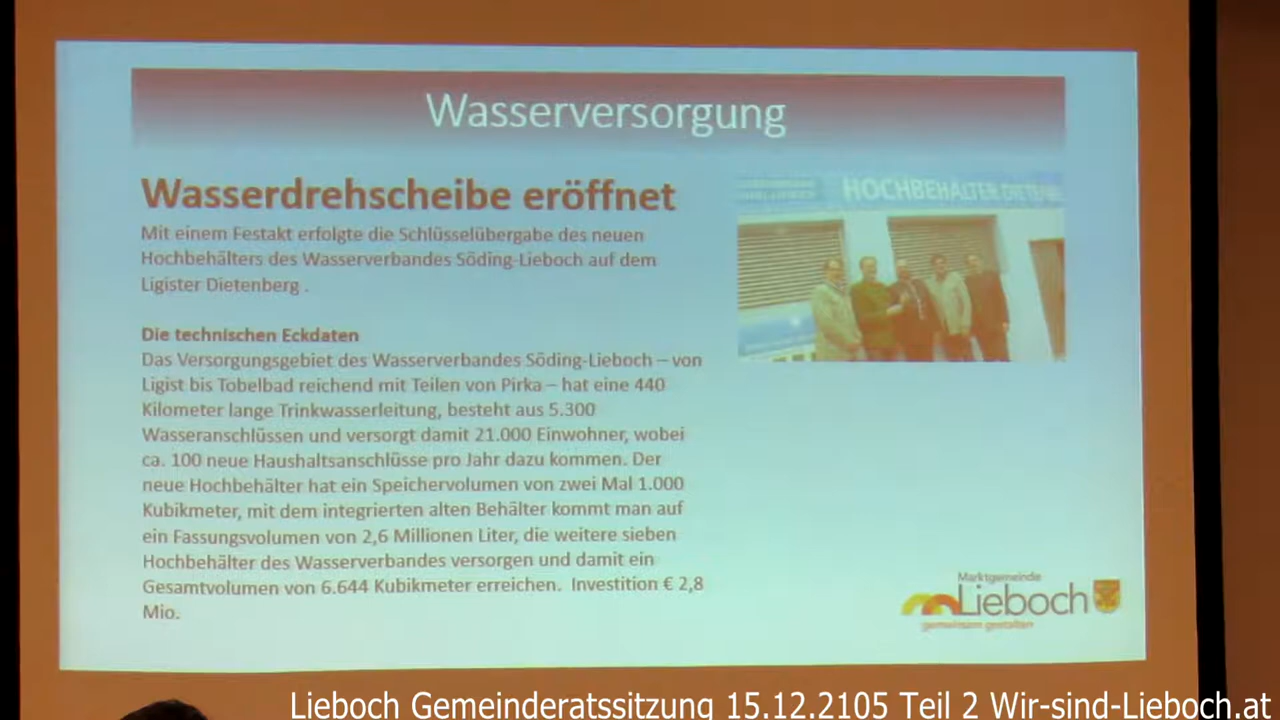 Wasserversorgung
Wasserdrehscheibe eröffnet
Mit einem Festakt erfolgte die Schlüsselübergabe des neuen
Hochbehälters des Wasserverbandes Söding-Lieboch auf dem
Ligister Dietenberg .
HOCHBEHÄLTER DIETENB
Die technischen Eckdaten
Das Versorgungsgebiet des Wasserverbandes Söding-Lieboch – von
Ligist bis Tobelbad reichend mit Teilen von Pirka – hat eine 440
Kilometer lange Trinkwasserleitung, besteht aus 5.300
Wasseranschlüssen und versorgt damit 21.000 Einwohner, wobei
ca. 100 neue Haushaltsanschlüsse pro Jahr dazu kommen. Der
neue Hochbehälter hat ein Speichervolumen von zwei Mal 1.000
Kubikmeter, mit dem integrierten alten Behälter kommt man auf
ein Fassungsvolumen von 2,6 Millionen Liter, die weitere sieben
Hochbehälter des Wasserverbandes versorgen und damit ein
Gesamtvolumen von 6.644 Kubikmeter erreichen. Investition € 2,8
Mio.
Marktgemeinde
Lieboch
gemeinsam gestalten
Lieboch Gemeinderatssitzung 15.12.2105 Teil 2 Wir-sind-Lieboch.at